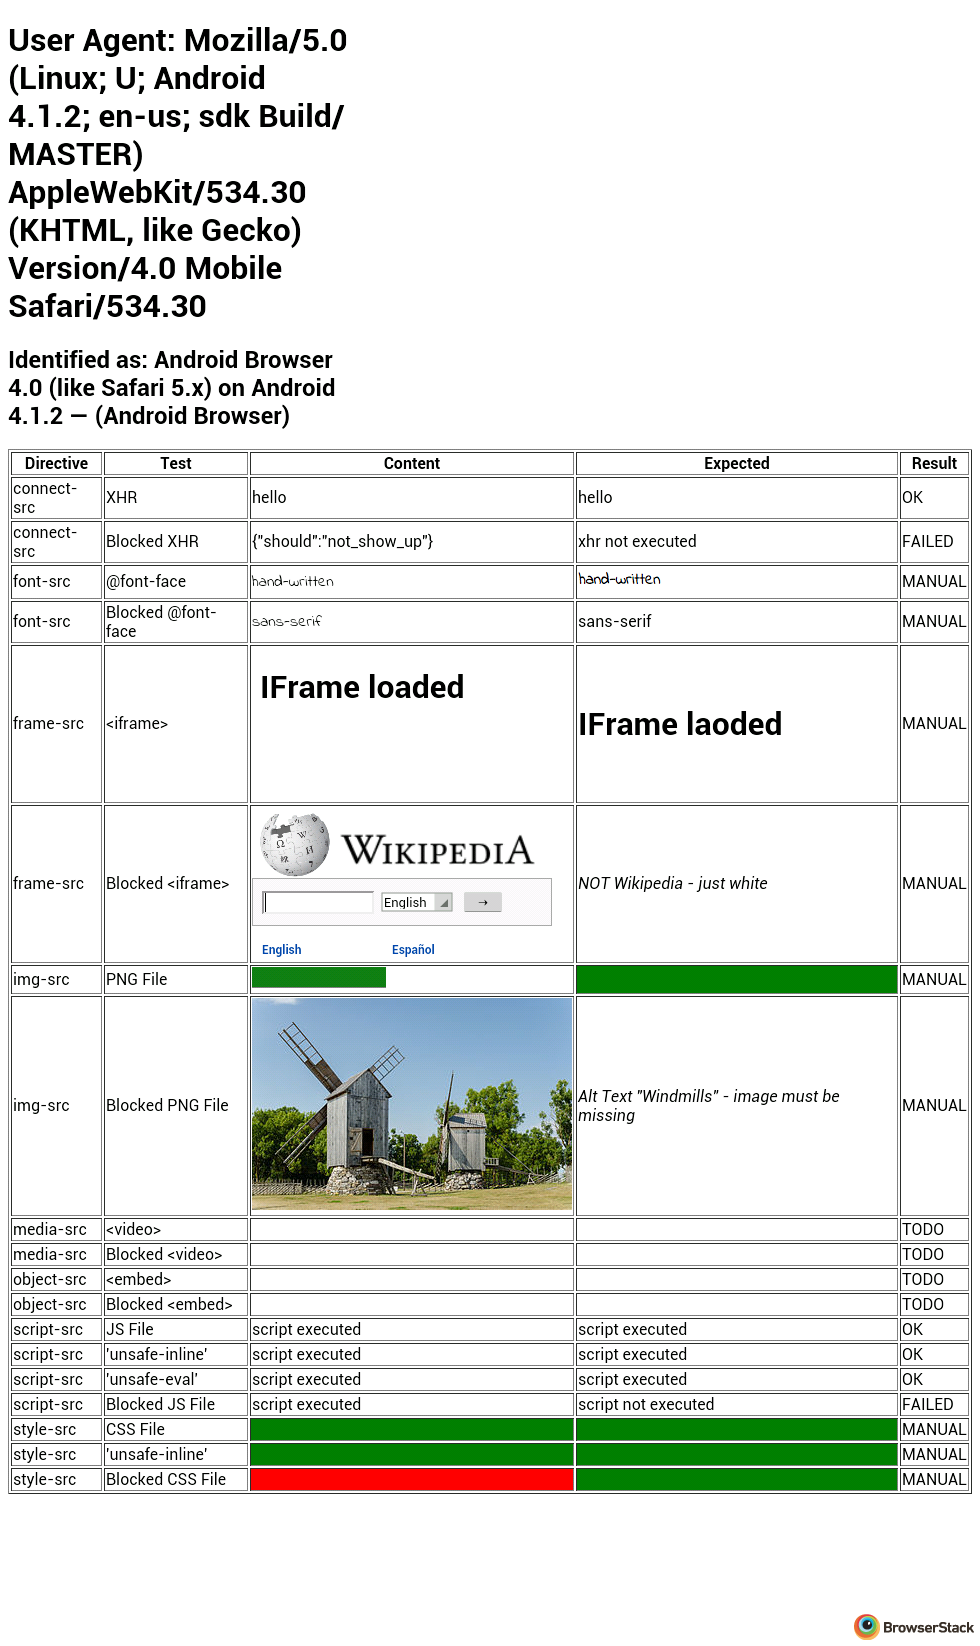 User Agent: Mozilla/5.0
(Linux; U; Android
4.1.2; en-us; sdk Build/
MASTER)
AppleWebKit/534.30
(KHTML, like Gecko)
Version/4.0 Mobile
Safari/534.30
Identified as: Android Browser
4.0 (like Safari 5.x) on Android
4.1.2 — (Android Browser)
Directive Test Content Expected Result
connect-
src XHR hello hello OK
connect-
src Blocked XHR {"should":"not_show_up"} xhr not executed FAILED
font-src @font-face hand-written hand-written MANUAL
font-src Blocked @font-
face sans-serif sans-serif MANUAL
frame-src <iframe> IFrame loaded IFrame laoded MANUAL
frame-src Blocked <iframe> WIKIPEDIA NOT Wikipedia - just white MANUAL
English →
English Español
img-src PNG File MANUAL
img-src Blocked PNG File Alt Text "Windmills" - image must be
missing MANUAL
media-src <video> TODO
media-src Blocked <video> TODO
object-src <embed> TODO
object-src Blocked <embed> TODO
script-src JS File script executed script executed OK
script-src 'unsafe-inline' script executed script executed OK
script-src 'unsafe-eval' script executed script executed OK
script-src Blocked JS File script executed script not executed FAILED
style-src CSS File MANUAL
style-src 'unsafe-inline' MANUAL
style-src Blocked CSS File MANUAL
BrowserStack